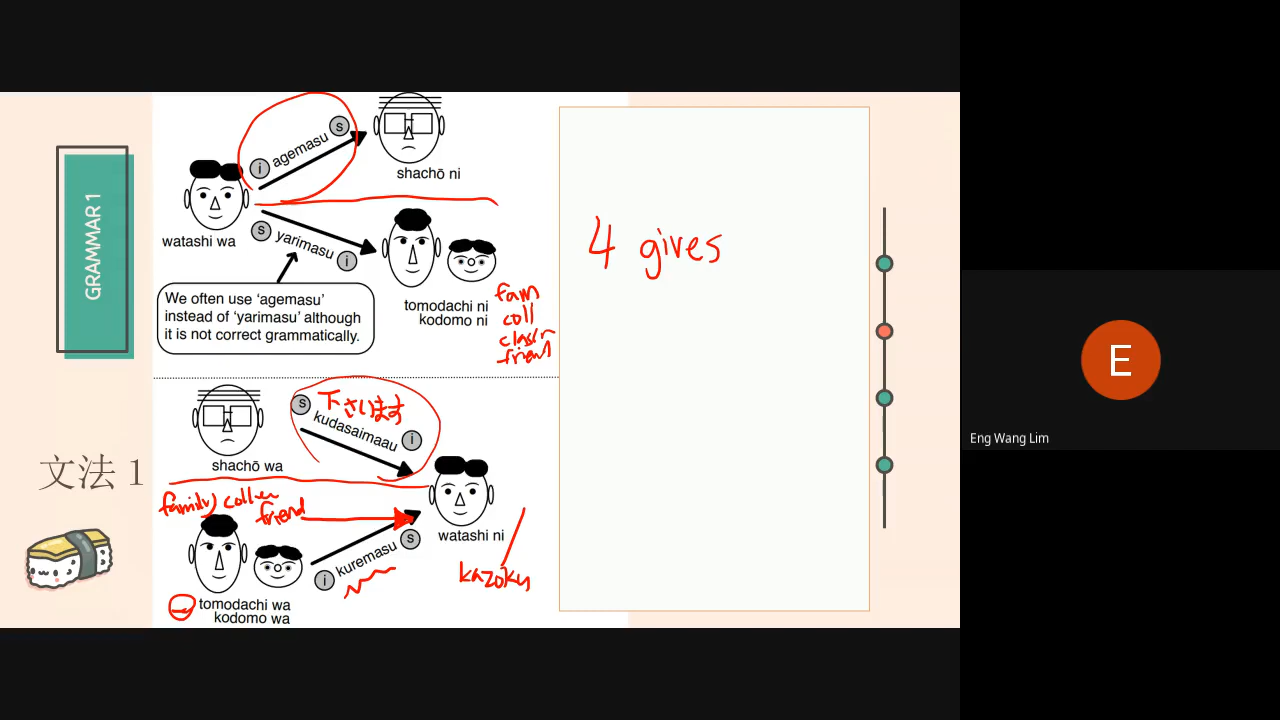 GRAMMAR 1
文法 1
s
i agemasu
shachō ni
watashi wa
s yarimasu i
We often use ‘agemasu’
instead of ‘yarimasu’ although
it is not correct grammatically.
tomodachi ni
kodomo ni
fam
coll
friend
4 gives
s 下さいます
kudasaimaau i
shachō wa
family
friend
watashi ni
kuremasu s
i
kazoku
tomodachi wa
kodomo wa
E
Eng Wang Lim